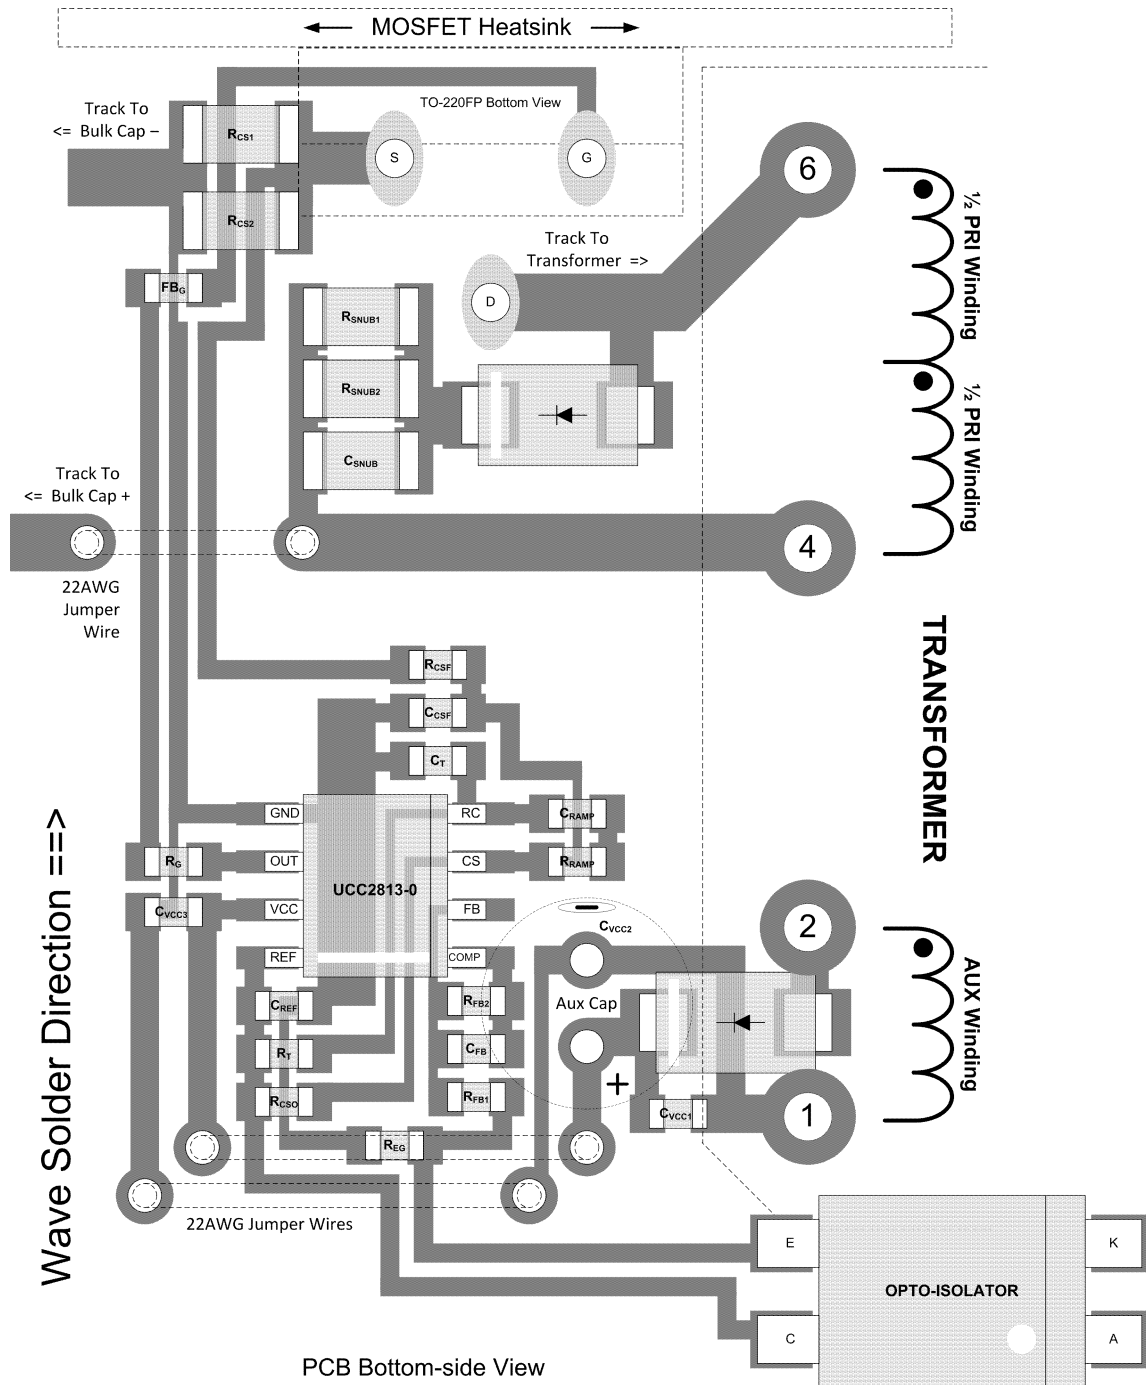 MOSFET Heatsink
Track To
<= Bulk Cap –
TO-220FP Bottom View
RCS1
S
G
6
RCS2
½ PRI Winding
Track To
Transformer =>
FBG
D
RSNUB1
RSNUB2
½ PRI Winding
CSNUB
Track To
<= Bulk Cap +
4
22AWG
Jumper
Wire
TRANSFORMER
RCSF
CCSF
CT
GND
RC
CRAMP
RG
OUT
CS
RRAMP
UCC2813-0
CVCC3
VCC
FB
CVCC2
2
REF
COMP
CREF
RFB2
Aux Cap
AUX Winding
RT
CFB
+
RCSO
RFB1
CVCC1
1
REG
Wave Solder Direction ==>
22AWG Jumper Wires
E
K
OPTO-ISOLATOR
C
A
PCB Bottom-side View